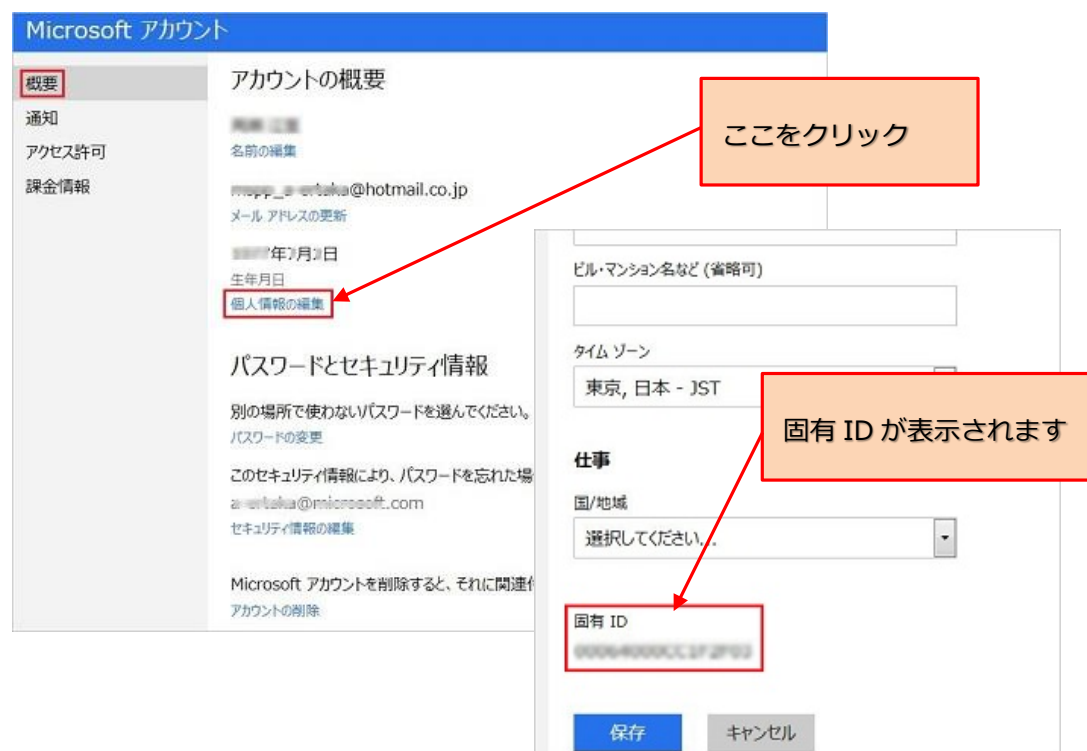 Microsoft アカウント
概要
通知
アクセス許可
課金情報
アカウントの概要
名前の編集
@hotmail.co.jp
メール アドレスの更新
年 月 日
生年月日
個人情報の編集
パスワードとセキュリティ情報
別の場所で使わないパスワードを選んでください。
パスワードの変更
このセキュリティ情報により、パスワードを忘れた場
@microsoft.com
セキュリティ情報の編集
Microsoft アカウントを削除すると、それに関連付
アカウントの削除
ここをクリック
ビル・マンション名など (省略可)
タイム ゾーン
東京, 日本 - JST
固有 ID が表示されます
仕事
国/地域
選択してください...
固有 ID
保存
キャンセル